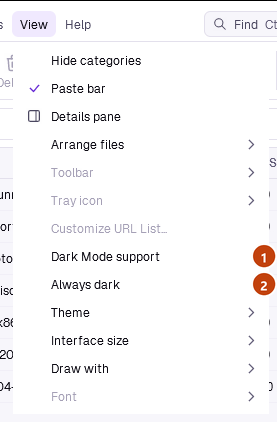 View Help Find
Hide categories
Paste bar
Details pane
Arrange files
Toolbar
Tray icon
Customize URL List...
Dark Mode support 1
Always dark 2
Theme
Interface size
Draw with
Font